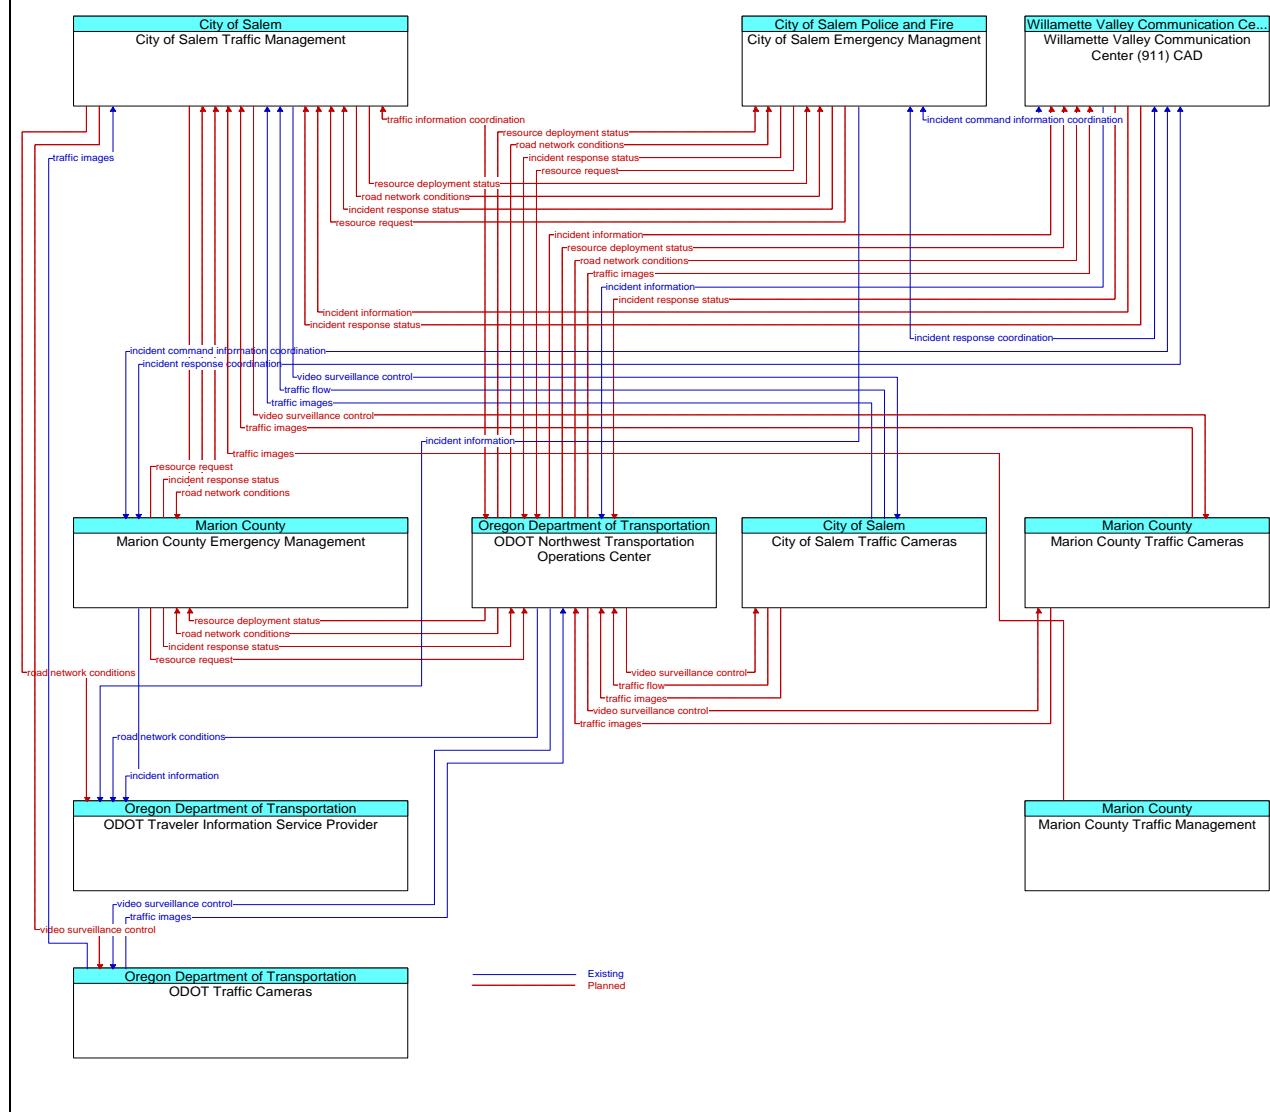 City of Salem
City of Salem Traffic Management
City of Salem Police and Fire
City of Salem Emergency Managment
Willamette Valley Communication Ce...
Willamette Valley Communication
Center (911) CAD
traffic information coordination
incident command information coordination
resource deployment status
road network conditions
traffic images
incident response status
resource request
resource deployment status
road network conditions
incident response status
resource request
incident information
resource deployment status
road network conditions
traffic images
incident information
incident response status
incident information
incident response status
incident response coordination
incident command information coordination
incident response coordination
video surveillance control
traffic flow
traffic images
video surveillance control
traffic images
incident information
traffic images
resource request
incident response status
road network conditions
Marion County
Marion County Emergency Management
Oregon Department of Transportation
ODOT Northwest Transportation
Operations Center
City of Salem
City of Salem Traffic Cameras
Marion County
Marion County Traffic Cameras
resource deployment status
road network conditions
incident response status
resource request
road network conditions
video surveillance control
traffic flow
traffic images
video surveillance control
traffic images
road network conditions
incident information
Oregon Department of Transportation
ODOT Traveler Information Service Provider
Marion County
Marion County Traffic Management
video surveillance control
traffic images
video surveillance control
Oregon Department of Transportation
ODOT Traffic Cameras
Existing
Planned